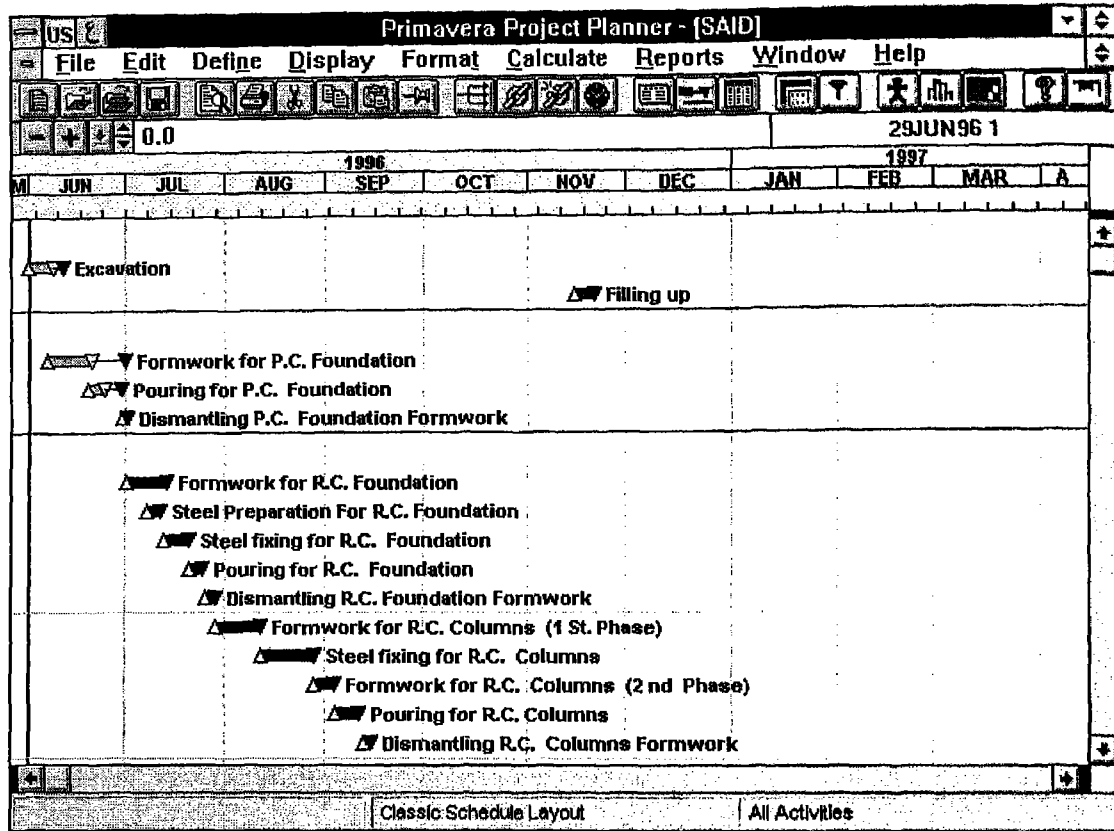 US ع Primavera Project Planner - [SAID]
File Edit Define Display Format Calculate Reports Window Help
0.0 29JUN96 1
1996 1997
M JUN JUL AUG SEP OCT NOV DEC JAN FEB MAR A
Excavation
Filling up
Formwork for P.C. Foundation
Pouring for P.C. Foundation
Dismantling P.C. Foundation Formwork
Formwork for R.C. Foundation
Steel Preparation For R.C. Foundation
Steel fixing for R.C. Foundation
Pouring for R.C. Foundation
Dismantling R.C. Foundation Formwork
Formwork for R.C. Columns (1 St. Phase)
Steel fixing for R.C. Columns
Formwork for R.C. Columns (2 nd Phase)
Pouring for R.C. Columns
Dismantling R.C. Columns Formwork
Classic Schedule Layout All Activities